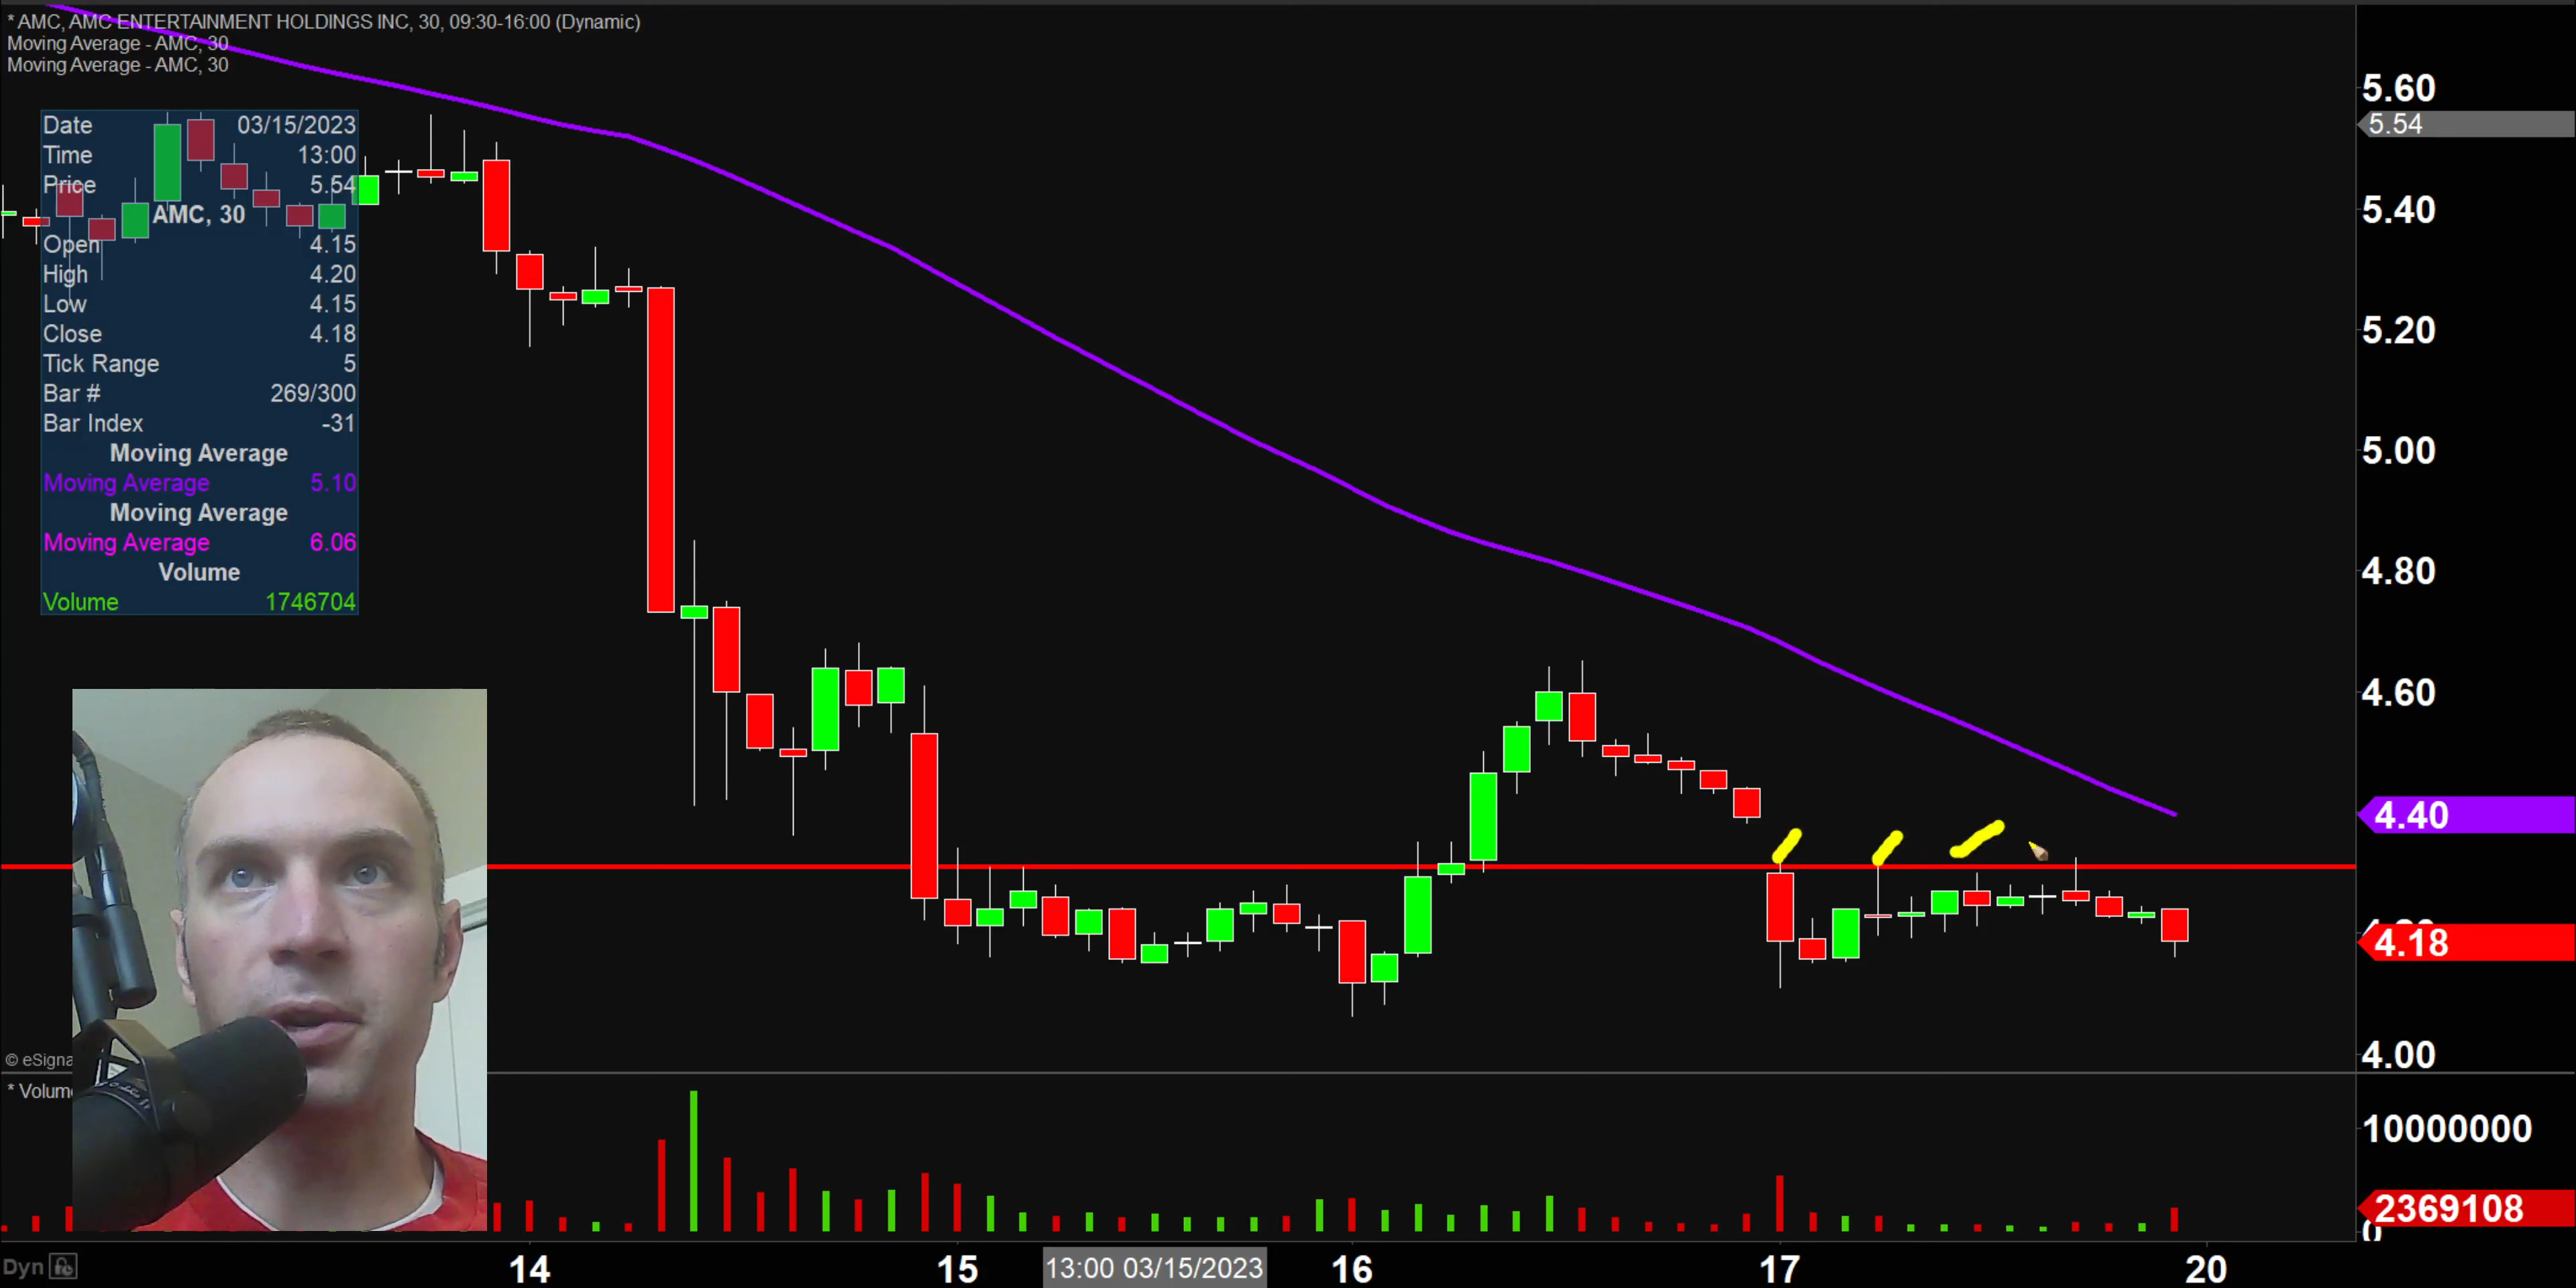 * AMC, AMC ENTERTAINMENT HOLDINGS INC, 30, 09:30-16:00 (Dynamic)
Moving Average - AMC, 30
Moving Average - AMC, 30
Date 03/15/2023
Time 13:00
Price 5.54
AMC, 30
Open 4.15
High 4.20
Low 4.15
Close 4.18
Tick Range 5
Bar # 269/300
Bar Index -31
Moving Average
Moving Average 5.10
Moving Average
Moving Average 6.06
Volume
Volume 1746704
5.60
5.54
5.40
5.20
5.00
4.80
4.60
4.40
4.18
4.00
© eSigna
* Volum
10000000
2369108
0
Dyn
14
15
13:00 03/15/2023
16
17
20